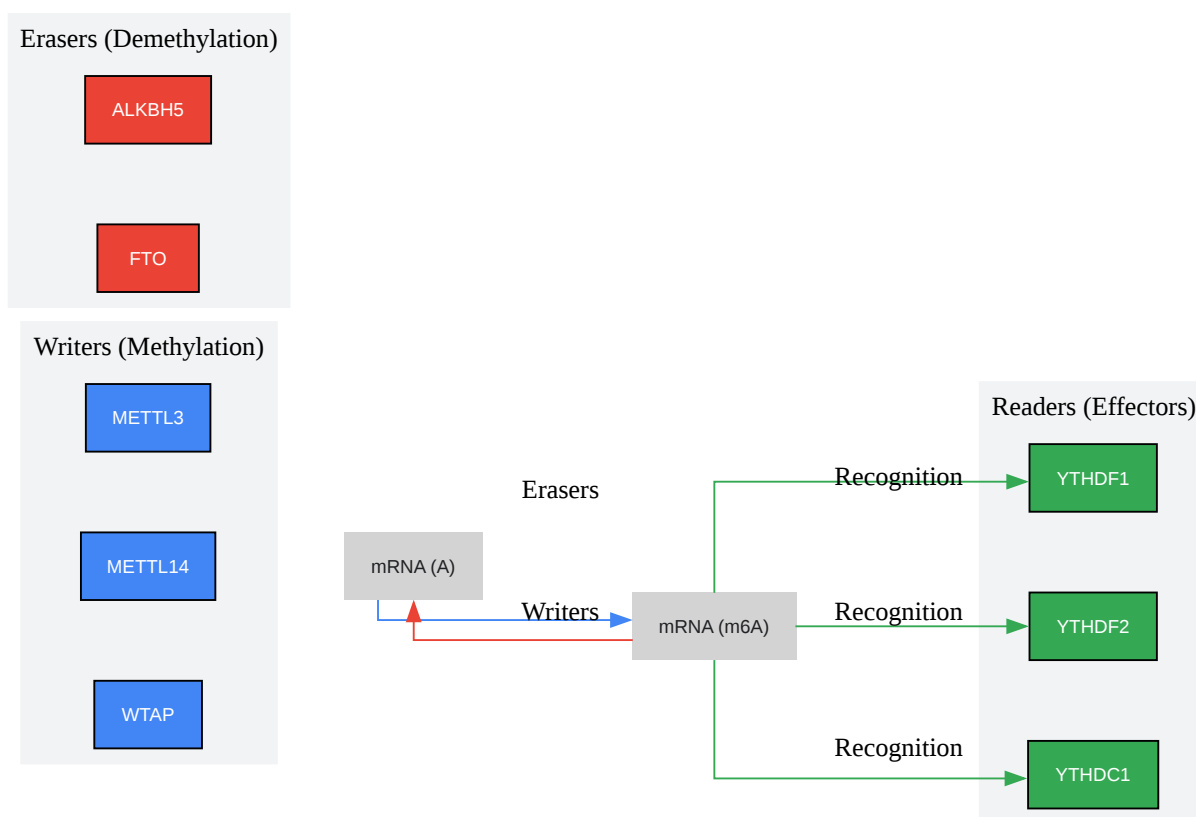 Erasers (Demethylation)
ALKBH5
FTO
Writers (Methylation)
METTL3
METTL14
WTAP
Erasers
mRNA (A)
Writers
mRNA (m6A)
Recognition
Recognition
Recognition
Readers (Effectors)
YTHDF1
YTHDF2
YTHDC1